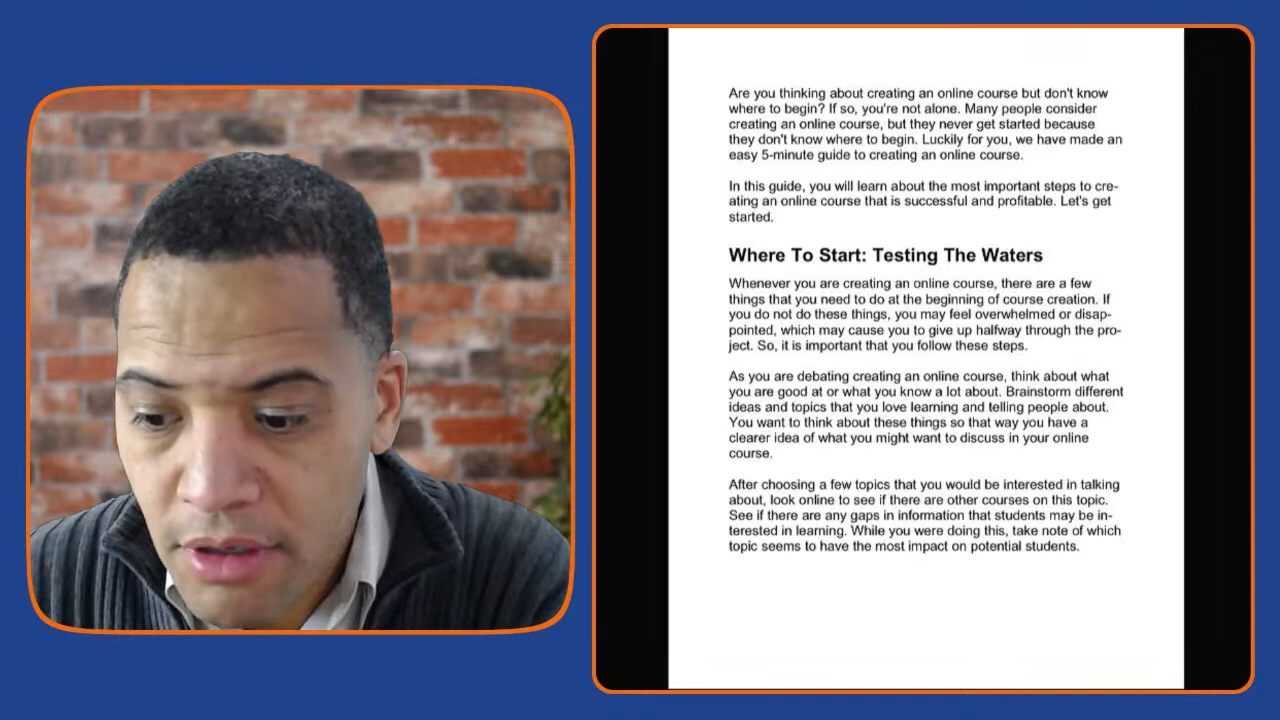 Are you thinking about creating an online course but don't know
where to begin? If so, you're not alone. Many people consider
creating an online course, but they never get started because
they don't know where to begin. Luckily for you, we have made an
easy 5-minute guide to creating an online course.
In this guide, you will learn about the most important steps to cre-
ating an online course that is successful and profitable. Let's get
started.
Where To Start: Testing The Waters
Whenever you are creating an online course, there are a few
things that you need to do at the beginning of course creation. If
you do not do these things, you may feel overwhelmed or disap-
pointed, which may cause you to give up halfway through the pro-
ject. So, it is important that you follow these steps.
As you are debating creating an online course, think about what
you are good at or what you know a lot about. Brainstorm different
ideas and topics that you love learning and telling people about.
You want to think about these things so that way you have a
clearer idea of what you might want to discuss in your online
course.
After choosing a few topics that you would be interested in talking
about, look online to see if there are other courses on this topic.
See if there are any gaps in information that students may be in-
terested in learning. While you were doing this, take note of which
topic seems to have the most impact on potential students.